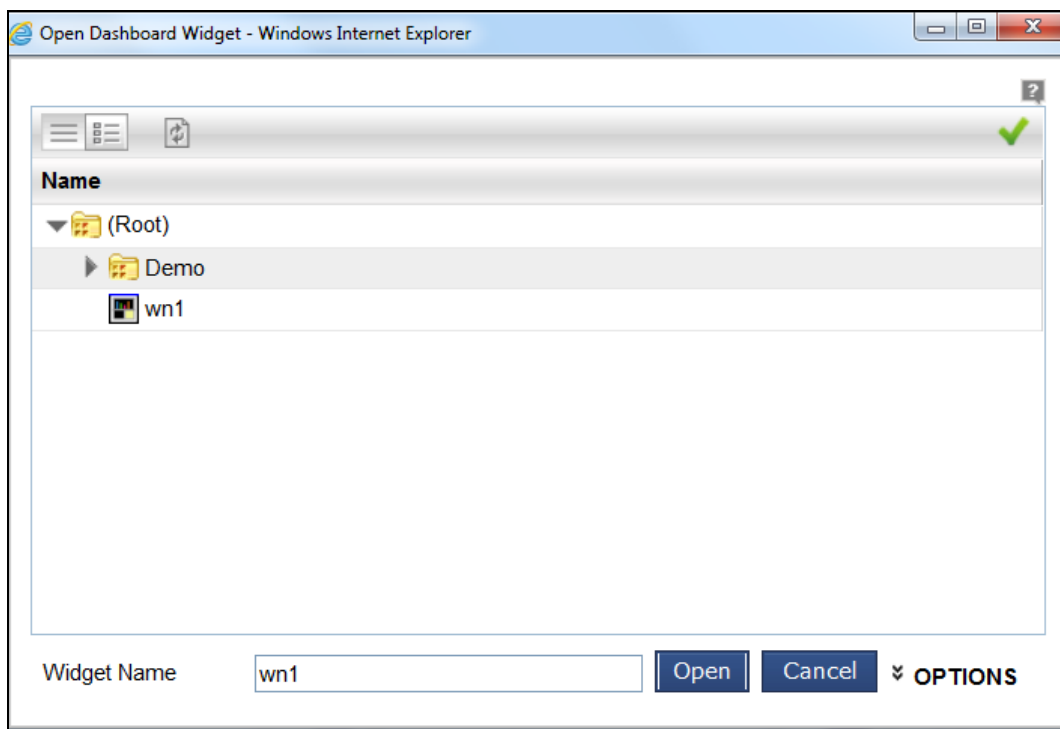 Open Dashboard Widget - Windows Internet Explorer
?
Name
(Root)
Demo
wn1
Widget Name wn1 Open Cancel OPTIONS